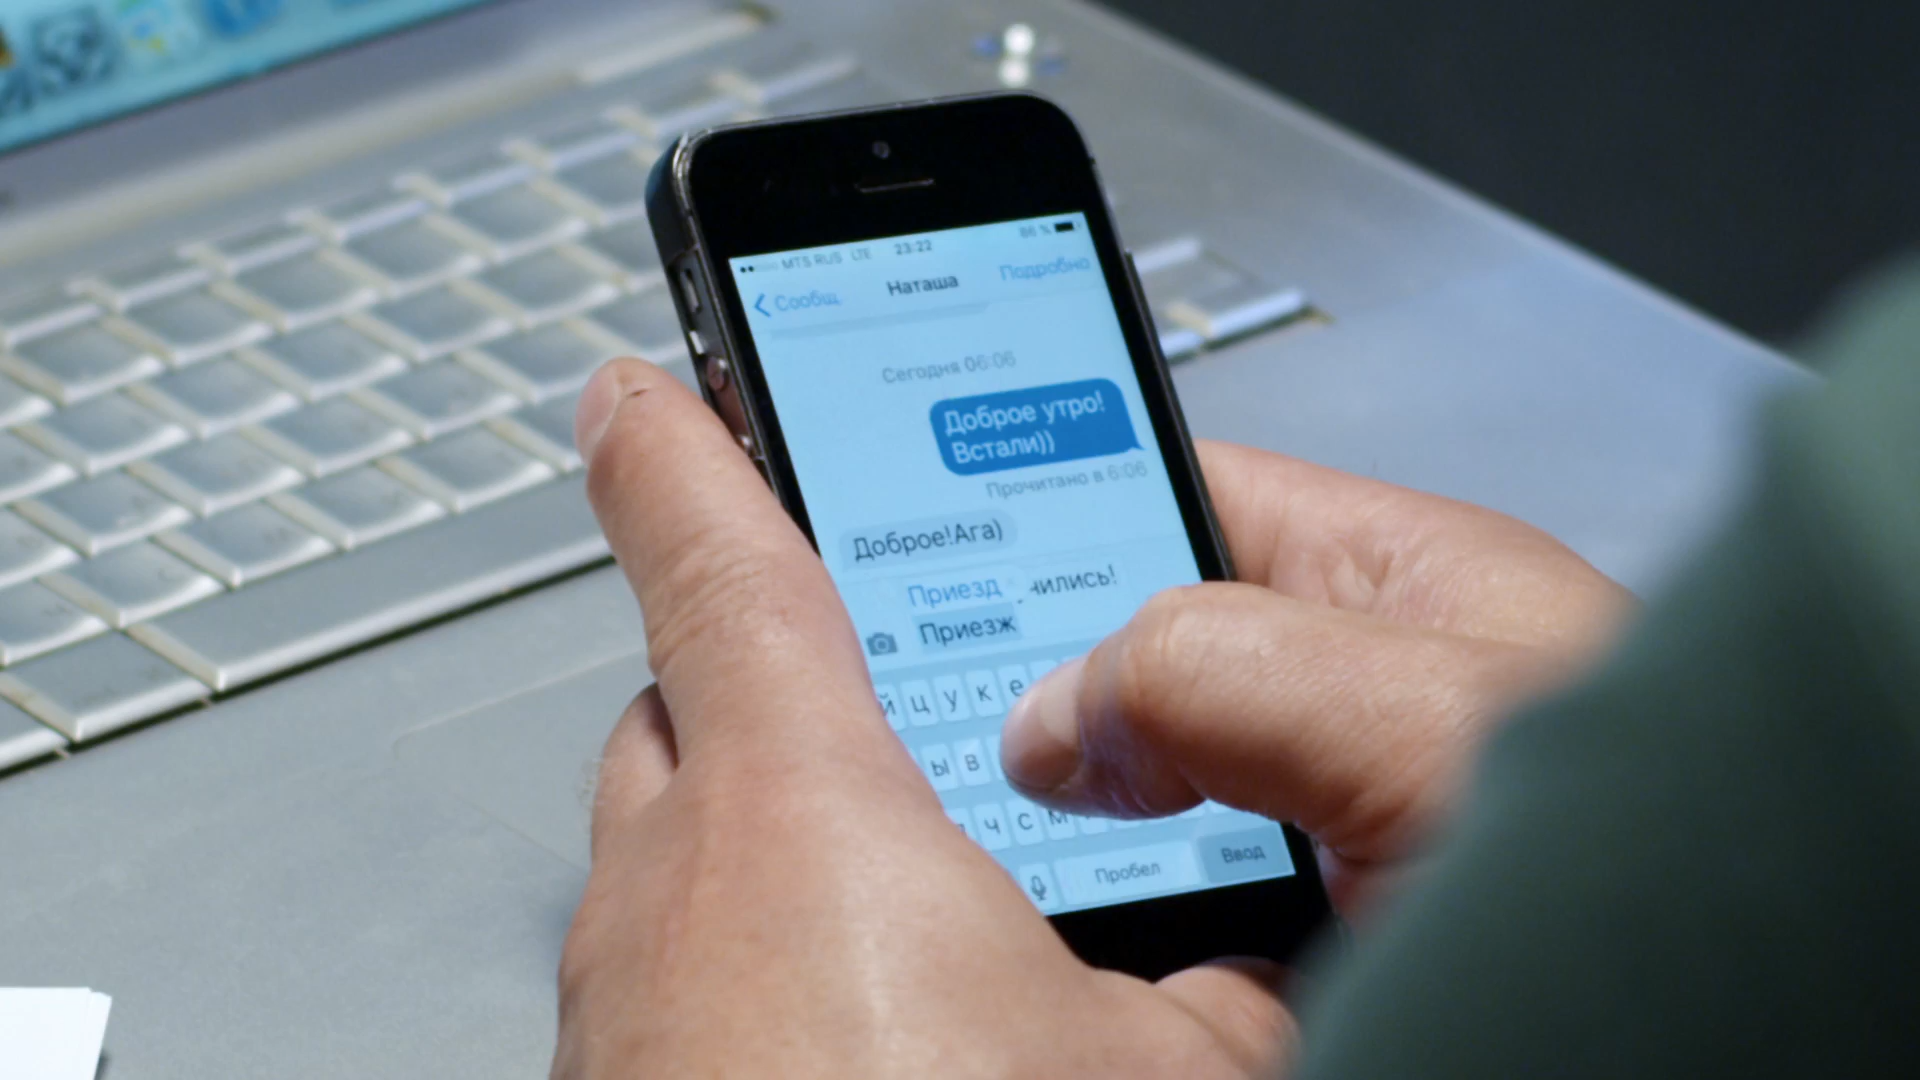 MTS RUS LTE 23:22 86 %
Сообщ. Наташа Подробно
Сегодня 06:06
Доброе утро!
Встали))
Прочитано в 6:06
Доброе!Ага)
Приезд чились!
Приезж
й ц у к е
ы в
ч с м
Пробел Ввод